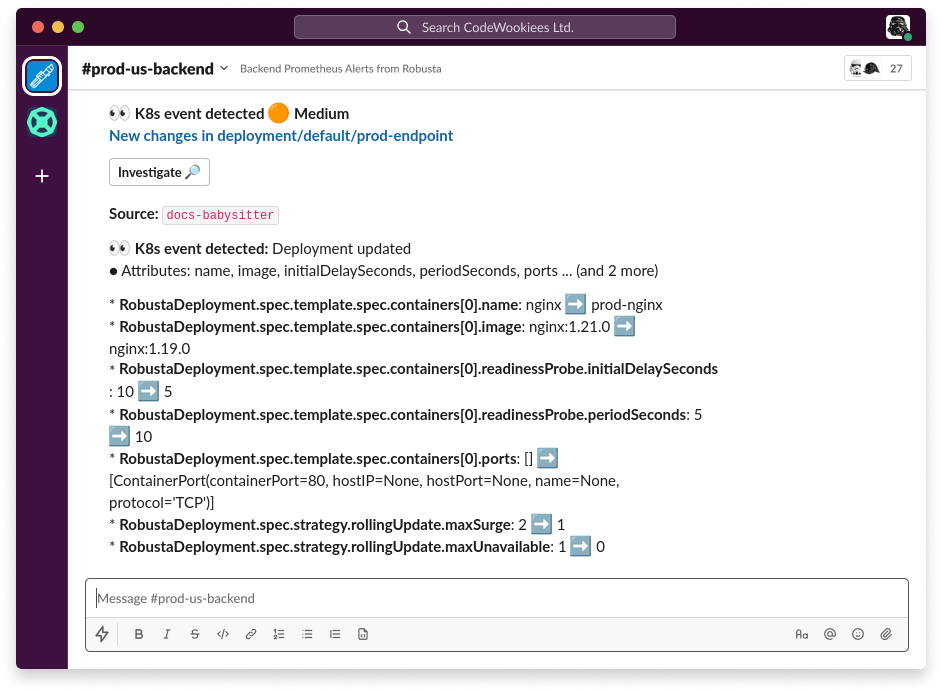 Search CodeWookiees Ltd.
#prod-us-backend Backend Prometheus Alerts from Robusta 27
👀 K8s event detected 🟠 Medium
New changes in deployment/default/prod-endpoint
Investigate 🔎
Source: docs-babysitter
👀 K8s event detected: Deployment updated
● Attributes: name, image, initialDelaySeconds, periodSeconds, ports ... (and 2 more)
* RobustaDeployment.spec.template.spec.containers[0].name: nginx ➡️ prod-nginx
* RobustaDeployment.spec.template.spec.containers[0].image: nginx:1.21.0 ➡️
nginx:1.19.0
* RobustaDeployment.spec.template.spec.containers[0].readinessProbe.initialDelaySeconds
: 10 ➡️ 5
* RobustaDeployment.spec.template.spec.containers[0].readinessProbe.periodSeconds: 5
➡️ 10
* RobustaDeployment.spec.template.spec.containers[0].ports: [] ➡️
[ContainerPort(containerPort=80, hostIP=None, hostPort=None, name=None,
protocol='TCP')]
* RobustaDeployment.spec.strategy.rollingUpdate.maxSurge: 2 ➡️ 1
* RobustaDeployment.spec.strategy.rollingUpdate.maxUnavailable: 1 ➡️ 0
Message #prod-us-backend
B I S </> Aa @